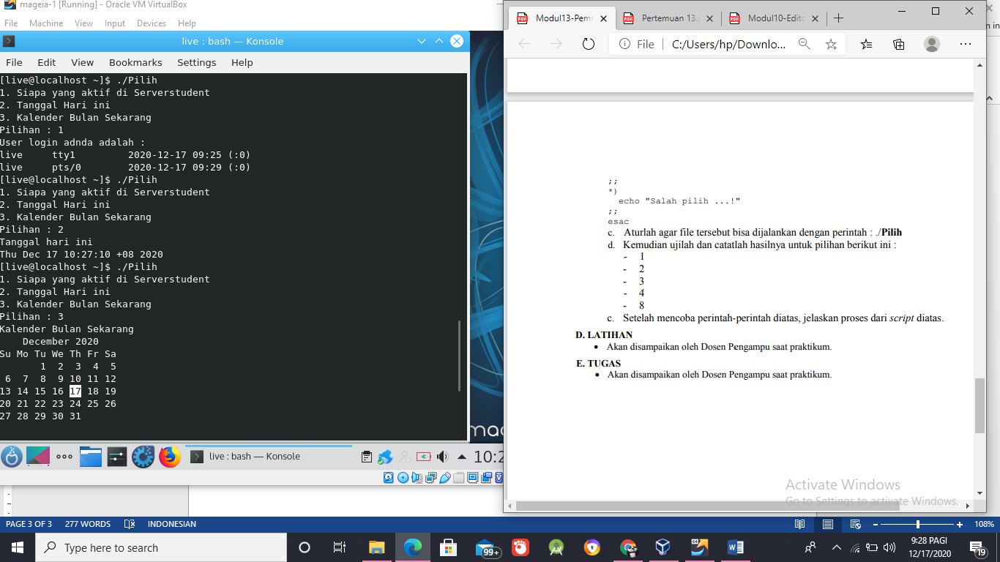 mageia-1 [Running] - Oracle VM VirtualBox
File Machine View Input Devices Help
live : bash — Konsole
File Edit View Bookmarks Settings Help
[live@localhost ~]$ ./Pilih
1. Siapa yang aktif di Serverstudent
2. Tanggal Hari ini
3. Kalender Bulan Sekarang
Pilihan : 1
User login adnda adalah :
live tty1 2020-12-17 09:25 (:0)
live pts/0 2020-12-17 09:29 (:0)
[live@localhost ~]$ ./Pilih
1. Siapa yang aktif di Serverstudent
2. Tanggal Hari ini
3. Kalender Bulan Sekarang
Pilihan : 2
Tanggal hari ini
Thu Dec 17 10:27:10 +08 2020
[live@localhost ~]$ ./Pilih
1. Siapa yang aktif di Serverstudent
2. Tanggal Hari ini
3. Kalender Bulan Sekarang
Pilihan : 3
Kalender Bulan Sekarang
December 2020
Su Mo Tu We Th Fr Sa
1 2 3 4 5
6 7 8 9 10 11 12
13 14 15 16 17 18 19
20 21 22 23 24 25 26
27 28 29 30 31
live : bash — Konsole
Modul13-Pemr
Pertemuan 13.
Modul10-Edito
File
C:/Users/hp/Downlo...
;;
*)
echo "Salah pilih ...!"
;;
esac
c. Aturlah agar file tersebut bisa dijalankan dengan perintah : ./Pilih
d. Kemudian ujilah dan catatlah hasilnya untuk pilihan berikut ini :
- 1
- 2
- 3
- 4
- 8
c. Setelah mencoba perintah-perintah diatas, jelaskan proses dari script diatas.
D. LATIHAN
• Akan disampaikan oleh Dosen Pengampu saat praktikum.
E. TUGAS
• Akan disampaikan oleh Dosen Pengampu saat praktikum.
Activate Windows
Go to Settings to activate Windows.
PAGE 3 OF 3 277 WORDS INDONESIAN
108%
Type here to search
99+
9:28 PAGI
12/17/2020
19